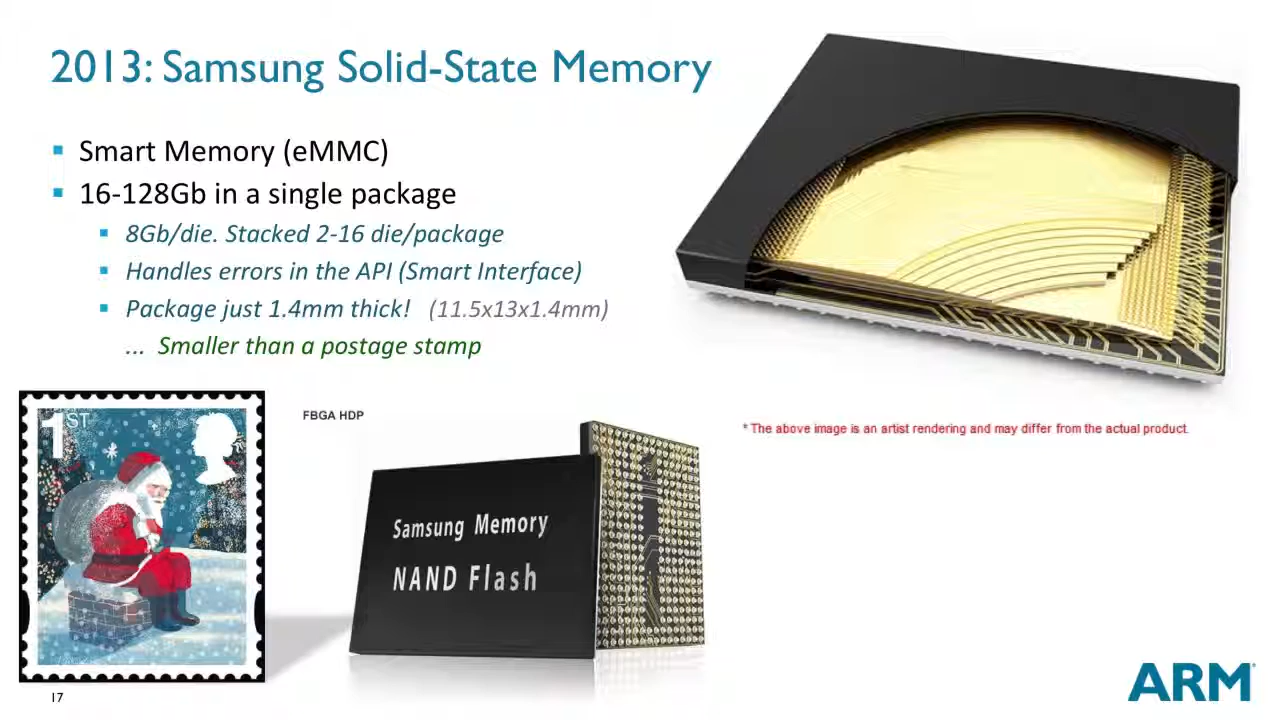 2013: Samsung Solid-State Memory
Smart Memory (eMMC)
16-128Gb in a single package
8Gb/die. Stacked 2-16 die/package
Handles errors in the API (Smart Interface)
Package just 1.4mm thick! (11.5x13x1.4mm)
... Smaller than a postage stamp
1ST
FBGA HDP
* The above image is an artist rendering and may differ from the actual product.
Samsung Memory
NAND Flash
17
ARM